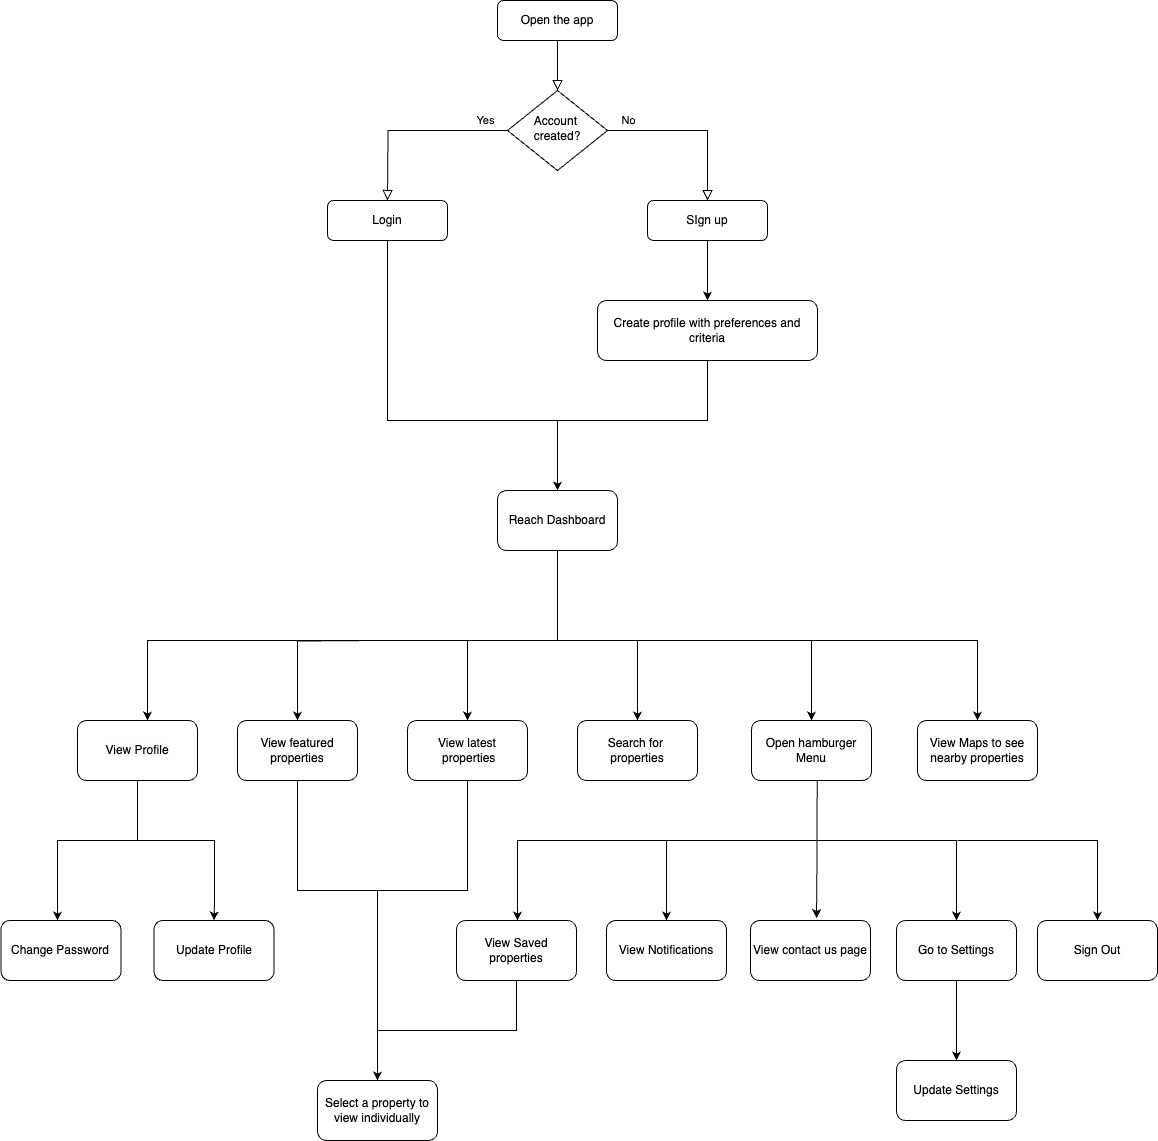 Open the app
Account
created?
Yes
No
Login
SIgn up
Create profile with preferences and
criteria
Reach Dashboard
View Profile
View featured
properties
View latest
properties
Search for
properties
Open hamburger
Menu
View Maps to see
nearby properties
Change Password
Update Profile
View Saved
properties
View Notifications
View contact us page
Go to Settings
Sign Out
Select a property to
view individually
Update Settings